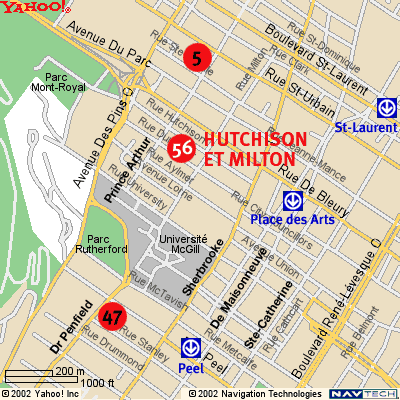 YAHOO!
Avenue Du Parc
5
Rue Milton
Boulevard St-Laurent
Rue St-Dominique
Rue Clark
Rue St-Urbain
Parc
Mont-Royal
Avenue Des Pins O
Rue Hutchison
St-Laurent
56
HUTCHISON
ET MILTON
Prince Arthur
Rue Aylmer
Avenue Lorne
Rue University
Jeanne-Mance
Rue De Bleury
Place des Arts
Rue City Councillors
Parc
Rutherford
Université
McGill
Avenue Union
Sherbrooke
Rue McTavish
De Maisonneuve
Ste-Catherine
Boulevard René-Lévesque O
Rue Cathcart
Rue Belmont
47
Dr Penfield
Rue Drummond
Rue Stanley
Peel
Peel
Rue Metcalfe
200 m
1000 ft
©2002 Yahoo! Inc
©2002 Navigation Technologies
NAVTECH